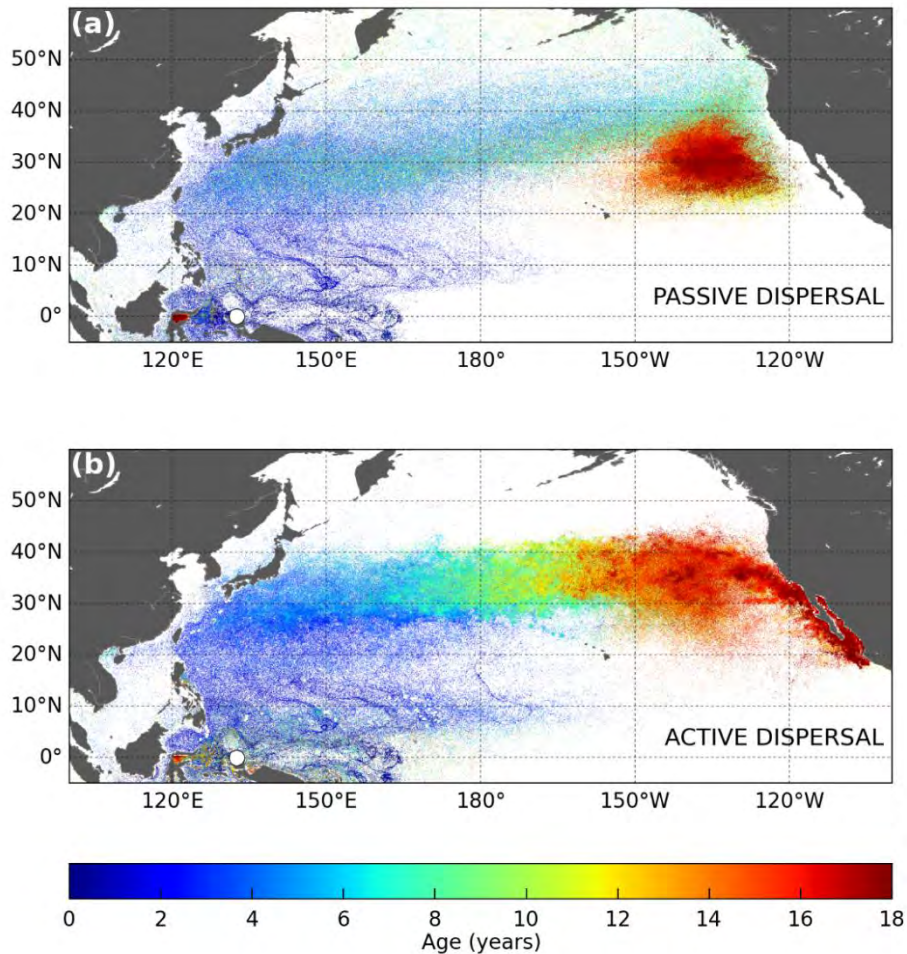 (a)
50°N
40°N
30°N
20°N
10°N
0°
PASSIVE DISPERSAL
120°E 150°E 180° 150°W 120°W
(b)
50°N
40°N
30°N
20°N
10°N
0°
ACTIVE DISPERSAL
120°E 150°E 180° 150°W 120°W
0 2 4 6 8 10 12 14 16 18
Age (years)